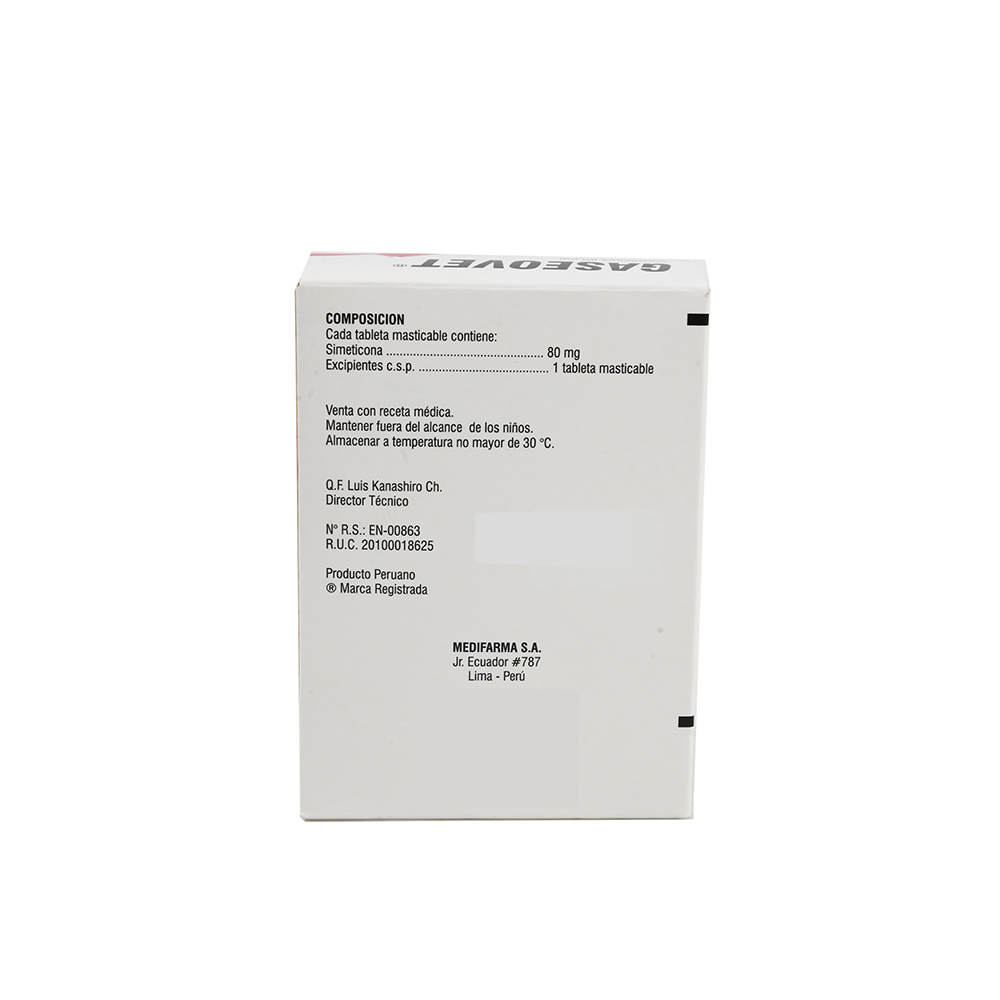 GASEOVET®
COMPOSICION
Cada tableta masticable contiene:
Simeticona ................................................ 80 mg
Excipientes c.s.p. ........................................ 1 tableta masticable
Venta con receta médica.
Mantener fuera del alcance de los niños.
Almacenar a temperatura no mayor de 30 °C.
Q.F. Luis Kanashiro Ch.
Director Técnico
N° R.S.: EN-00863
R.U.C. 20100018625
Producto Peruano
® Marca Registrada
MEDIFARMA S.A.
Jr. Ecuador #787
Lima - Perú